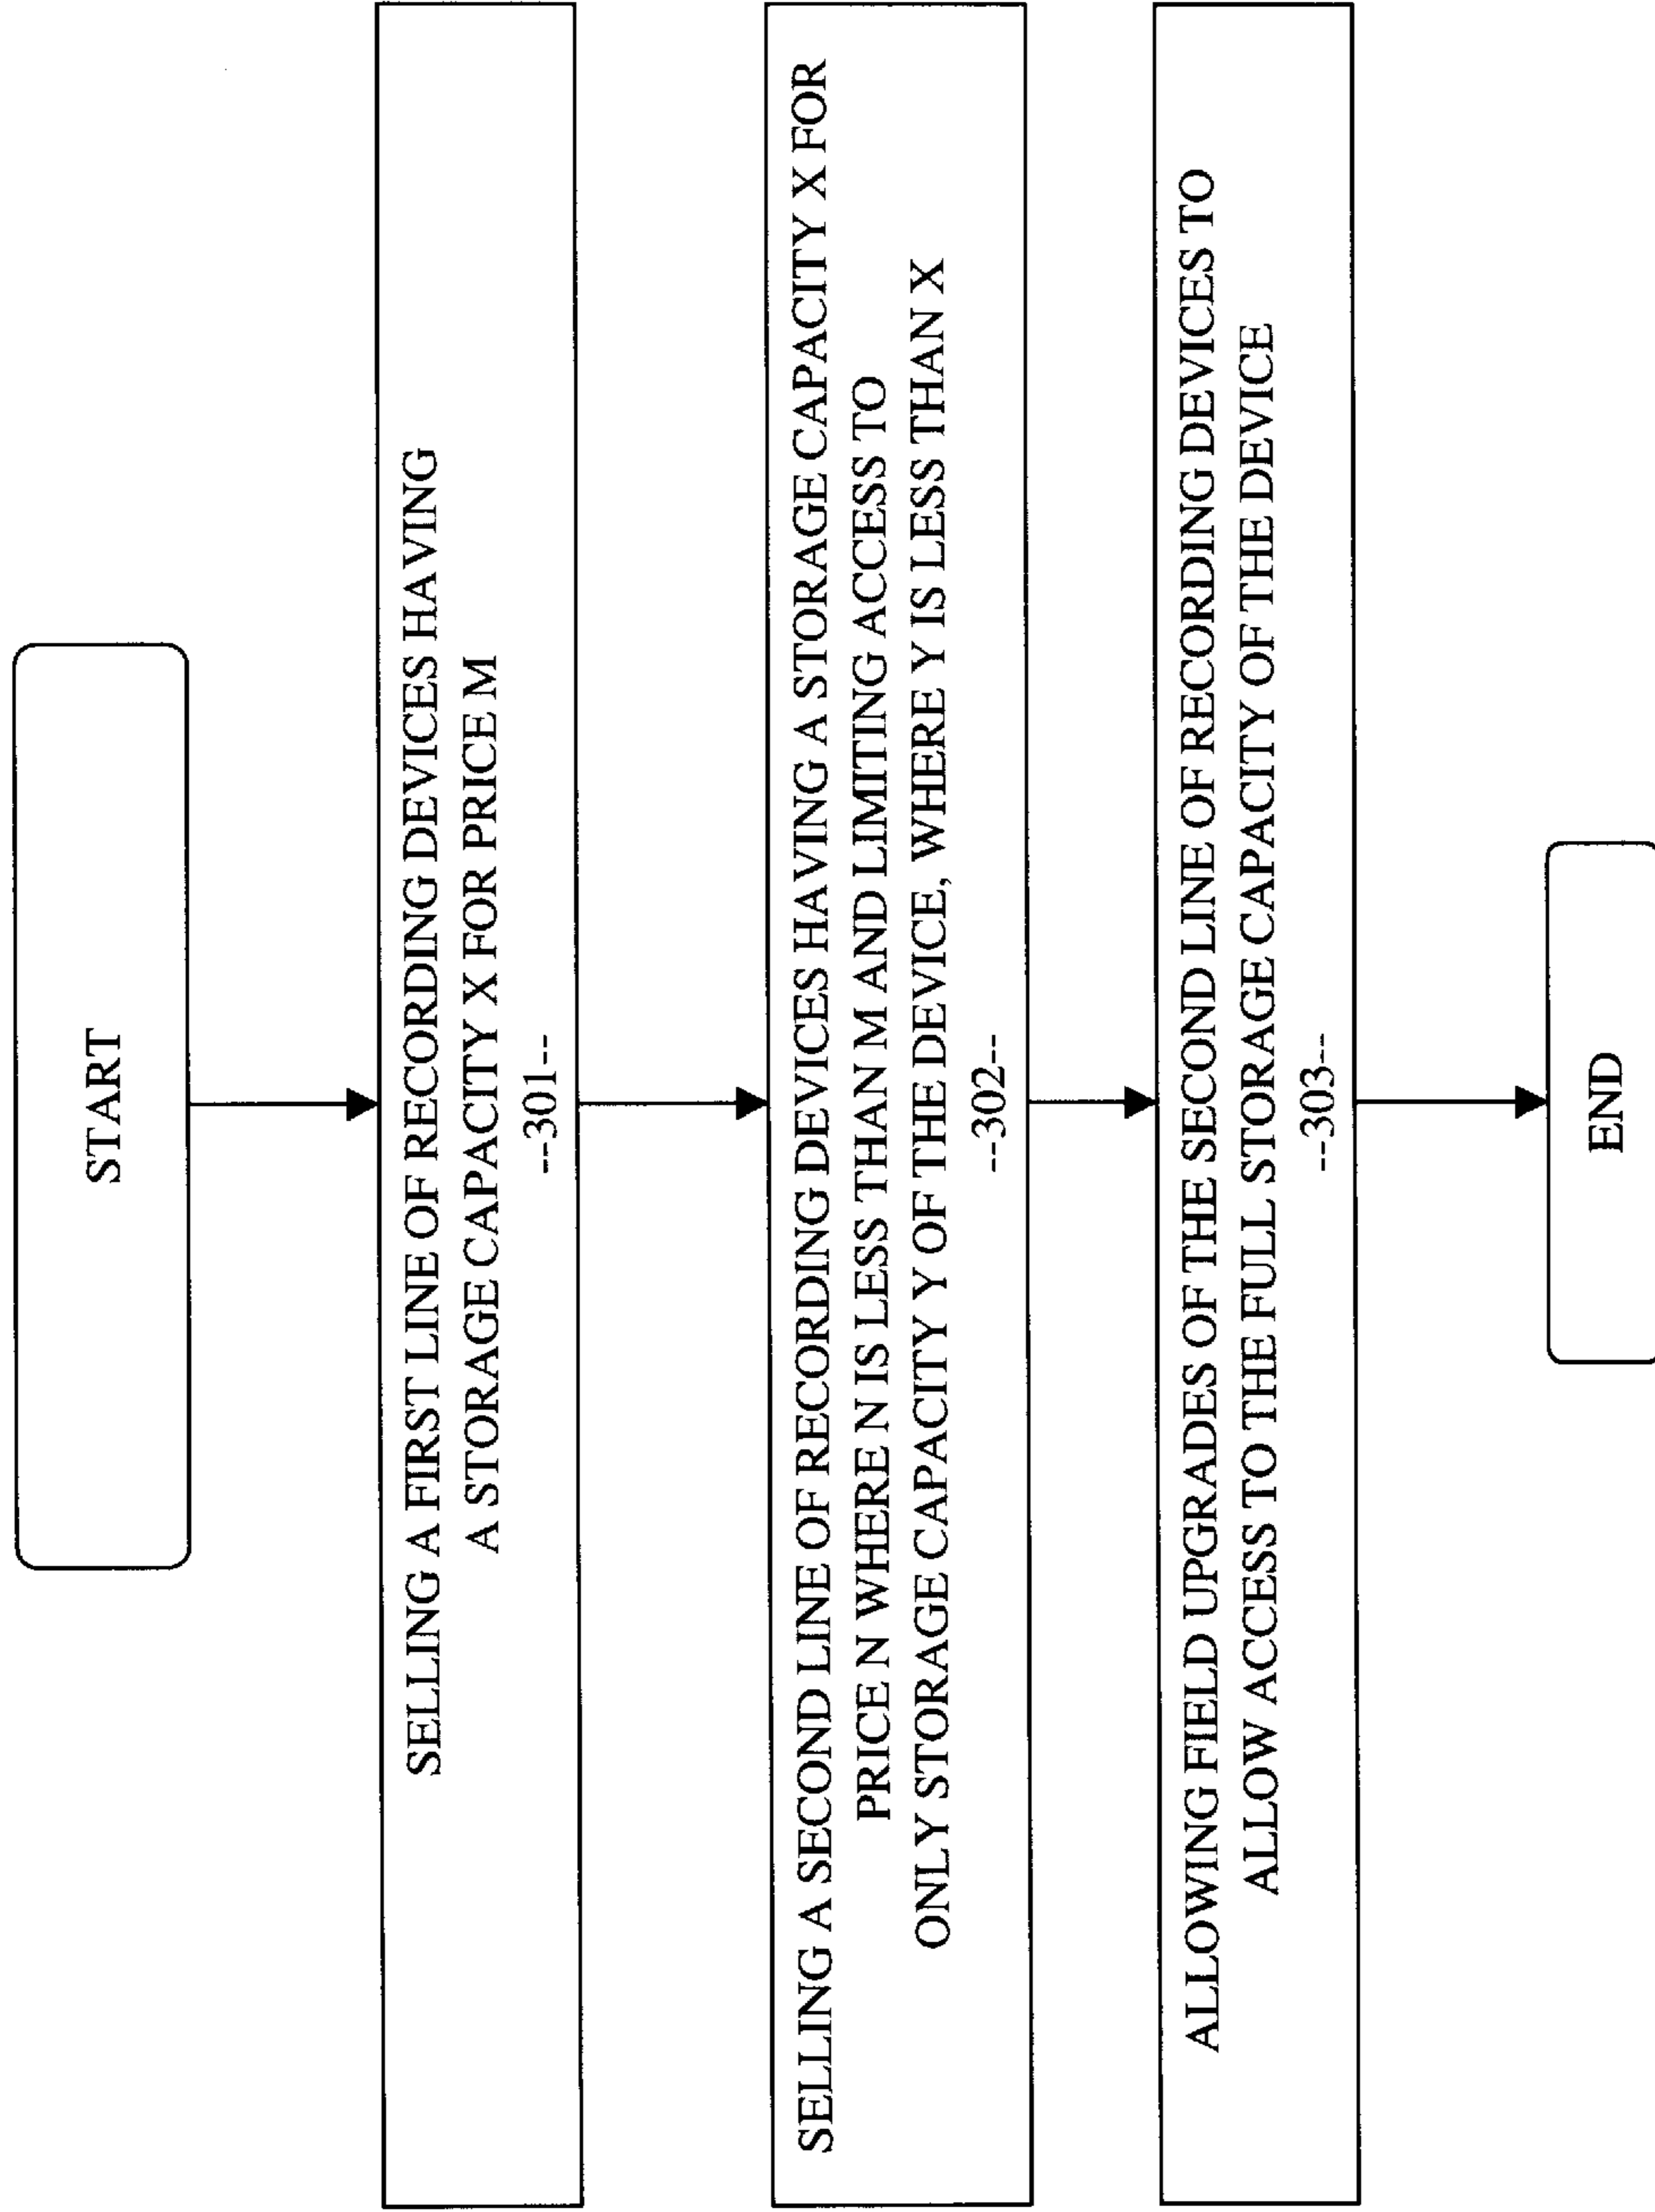 START
SELLING A FIRST LINE OF RECORDING DEVICES HAVING
A STORAGE CAPACITY X FOR PRICE M
--301--
SELLING A SECOND LINE OF RECORDING DEVICES HAVING A STORAGE CAPACITY X FOR
PRICE N WHERE N IS LESS THAN M AND LIMITING ACCESS TO
ONLY STORAGE CAPACITY Y OF THE DEVICE, WHERE Y IS LESS THAN X
--302--
ALLOWING FIELD UPGRADES OF THE SECOND LINE OF RECORDING DEVICES TO
ALLOW ACCESS TO THE FULL STORAGE CAPACITY OF THE DEVICE
--303--
END